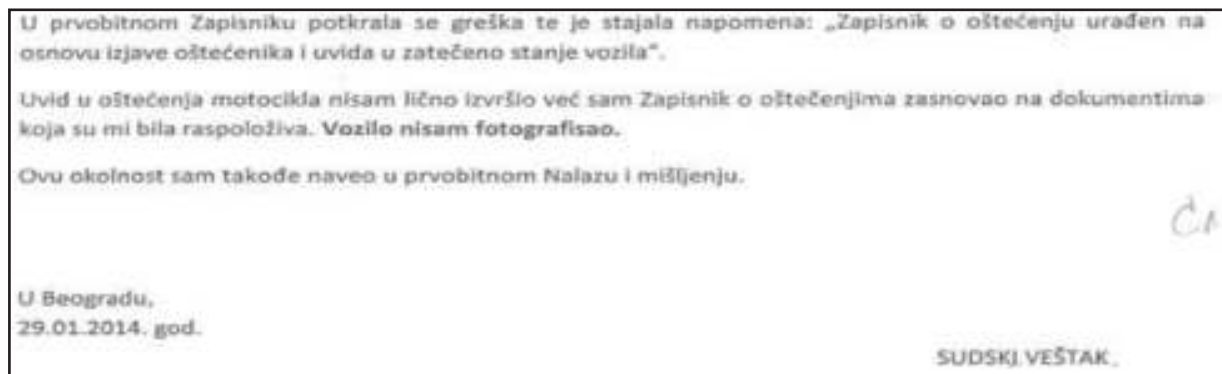 U prvobitnom Zapisniku potkrala se greška te je stajala napomena: „Zapisnik o oštećenju urađen na
osnovu izjave oštećenika i uvida u zatečeno stanje vozila“.
Uvid u oštećenja motocikla nisam lično izvršio već sam Zapisnik o oštečenjima zasnovao na dokumentima
koja su mi bila raspoloživa. Vozilo nisam fotografisao.
Ovu okolnost sam takođe naveo u prvobitnom Nalazu i mišljenju.
U Beogradu,
29.01.2014. god.
SUDSKI VEŠTAK